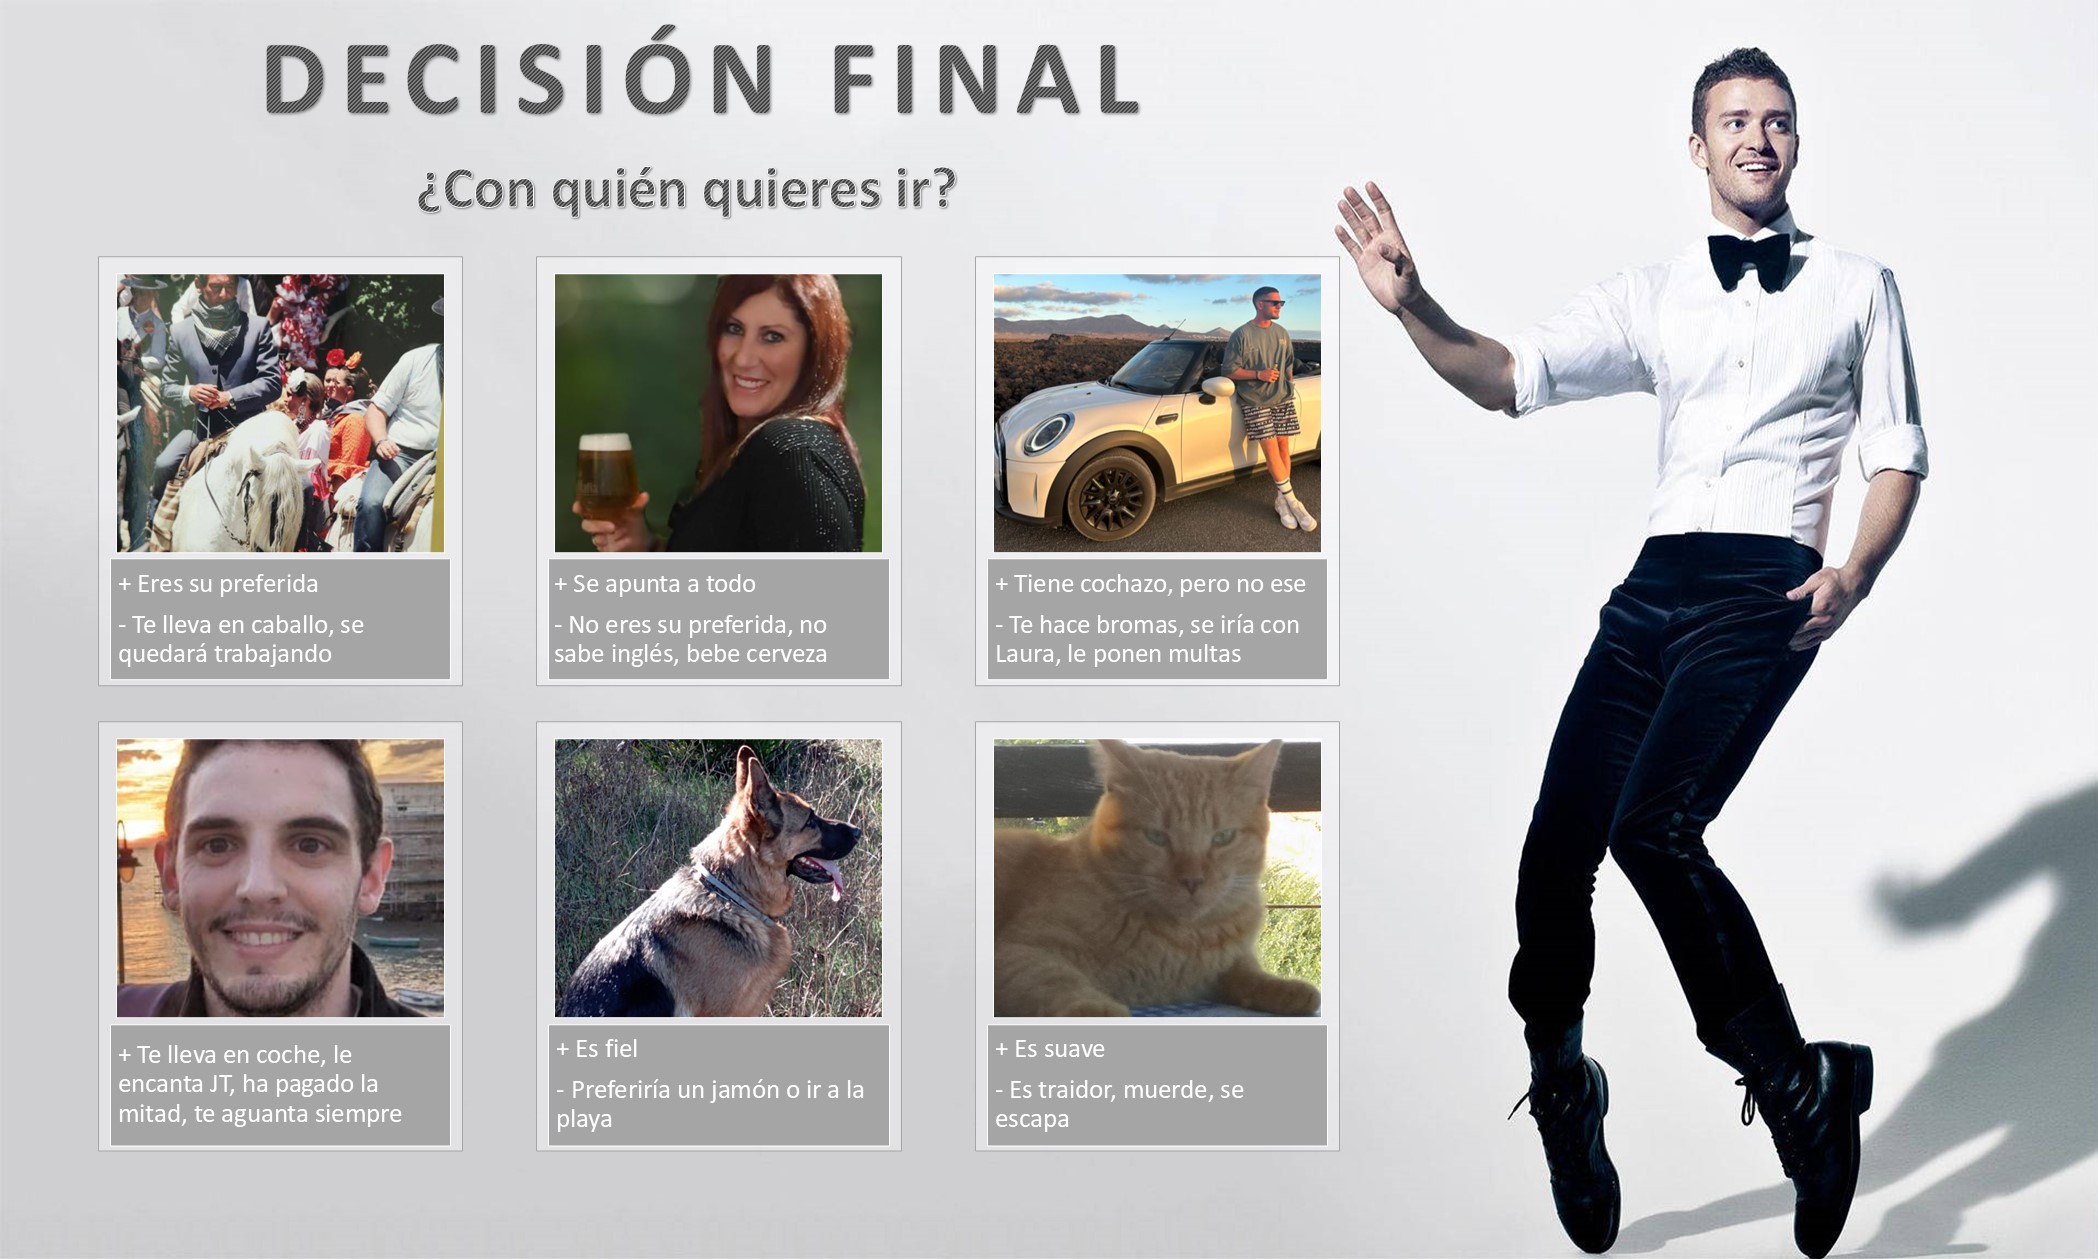 DECISIÓN FINAL
¿Con quién quieres ir?
+ Eres su preferida
- Te lleva en caballo, se
quedará trabajando
+ Se apunta a todo
- No eres su preferida, no
sabe inglés, bebe cerveza
+ Tiene cochazo, pero no ese
- Te hace bromas, se iría con
Laura, le ponen multas
+ Te lleva en coche, le
encanta JT, ha pagado la
mitad, te aguanta siempre
+ Es fiel
- Preferiría un jamón o ir a la
playa
+ Es suave
- Es traidor, muerde, se
escapa